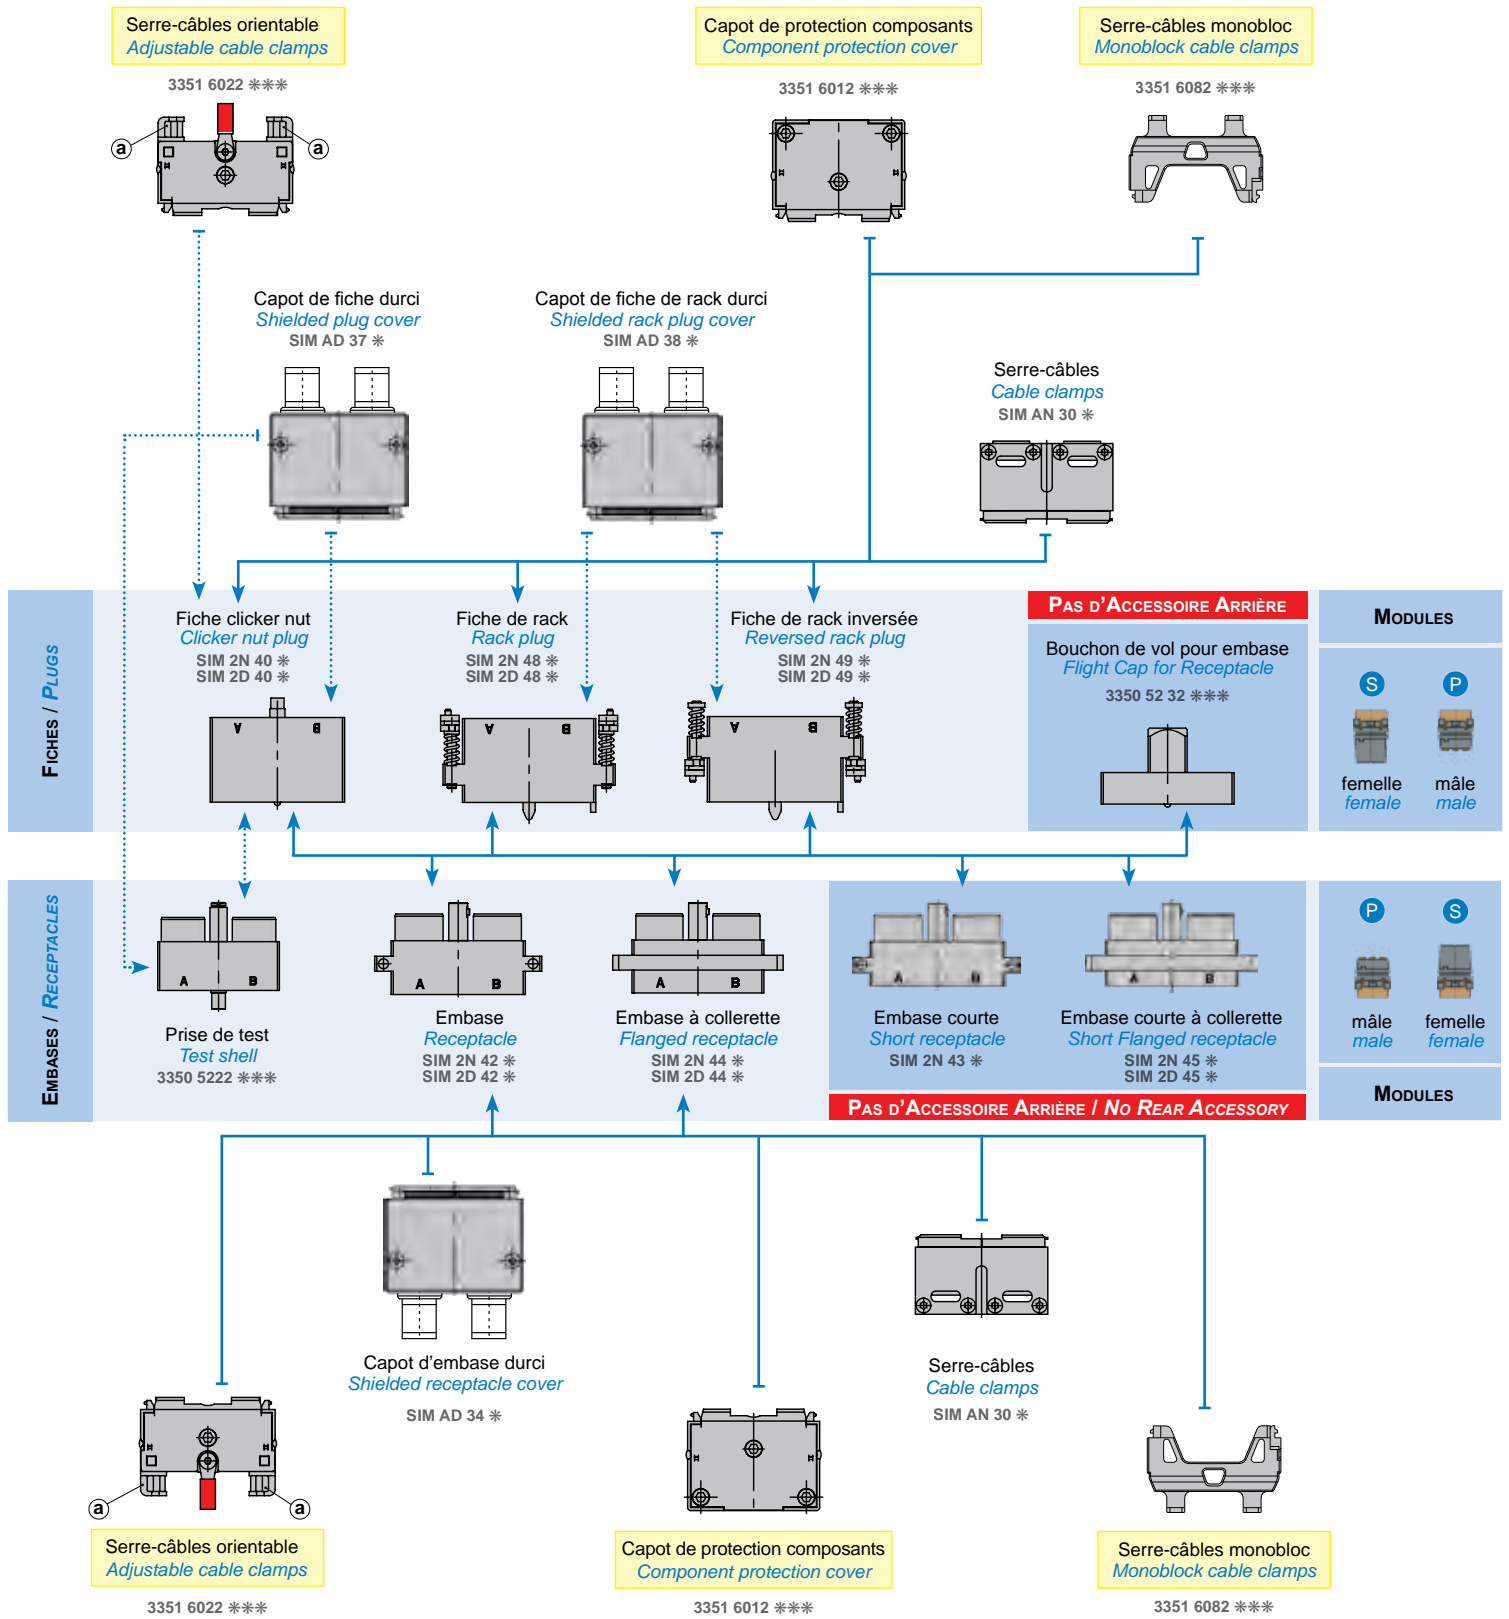 Serre-câbles orientable
Adjustable cable clamps
3351 6022 ***
a
a
Capot de protection composants
Component protection cover
3351 6012 ***
Serre-câbles monobloc
Monoblock cable clamps
3351 6082 ***
Capot de fiche durci
Shielded plug cover
SIM AD 37 *
Capot de fiche de rack durci
Shielded rack plug cover
SIM AD 38 *
Serre-câbles
Cable clamps
SIM AN 30 *
FICHES / PLUGS
Fiche clicker nut
Clicker nut plug
SIM 2N 40 *
SIM 2D 40 *
A B
Fiche de rack
Rack plug
SIM 2N 48 *
SIM 2D 48 *
A B
Fiche de rack inversée
Reversed rack plug
SIM 2N 49 *
SIM 2D 49 *
A B
PAS D'ACCESSOIRE ARRIÈRE
Bouchon de vol pour embase
Flight Cap for Receptacle
3350 52 32 ***
MODULES
S P
femelle mâle
female male
EMBASES / RECEPTACLES
A B
Prise de test
Test shell
3350 5222 ***
A B
Embase
Receptacle
SIM 2N 42 *
SIM 2D 42 *
A B
Embase à collerette
Flanged receptacle
SIM 2N 44 *
SIM 2D 44 *
A B
Embase courte
Short receptacle
SIM 2N 43 *
A B
Embase courte à collerette
Short Flanged receptacle
SIM 2N 45 *
SIM 2D 45 *
PAS D'ACCESSOIRE ARRIÈRE / NO REAR ACCESSORY
P S
mâle femelle
male female
MODULES
Capot d'embase durci
Shielded receptacle cover
SIM AD 34 *
Serre-câbles
Cable clamps
SIM AN 30 *
a
a
Serre-câbles orientable
Adjustable cable clamps
3351 6022 ***
Capot de protection composants
Component protection cover
3351 6012 ***
Serre-câbles monobloc
Monoblock cable clamps
3351 6082 ***